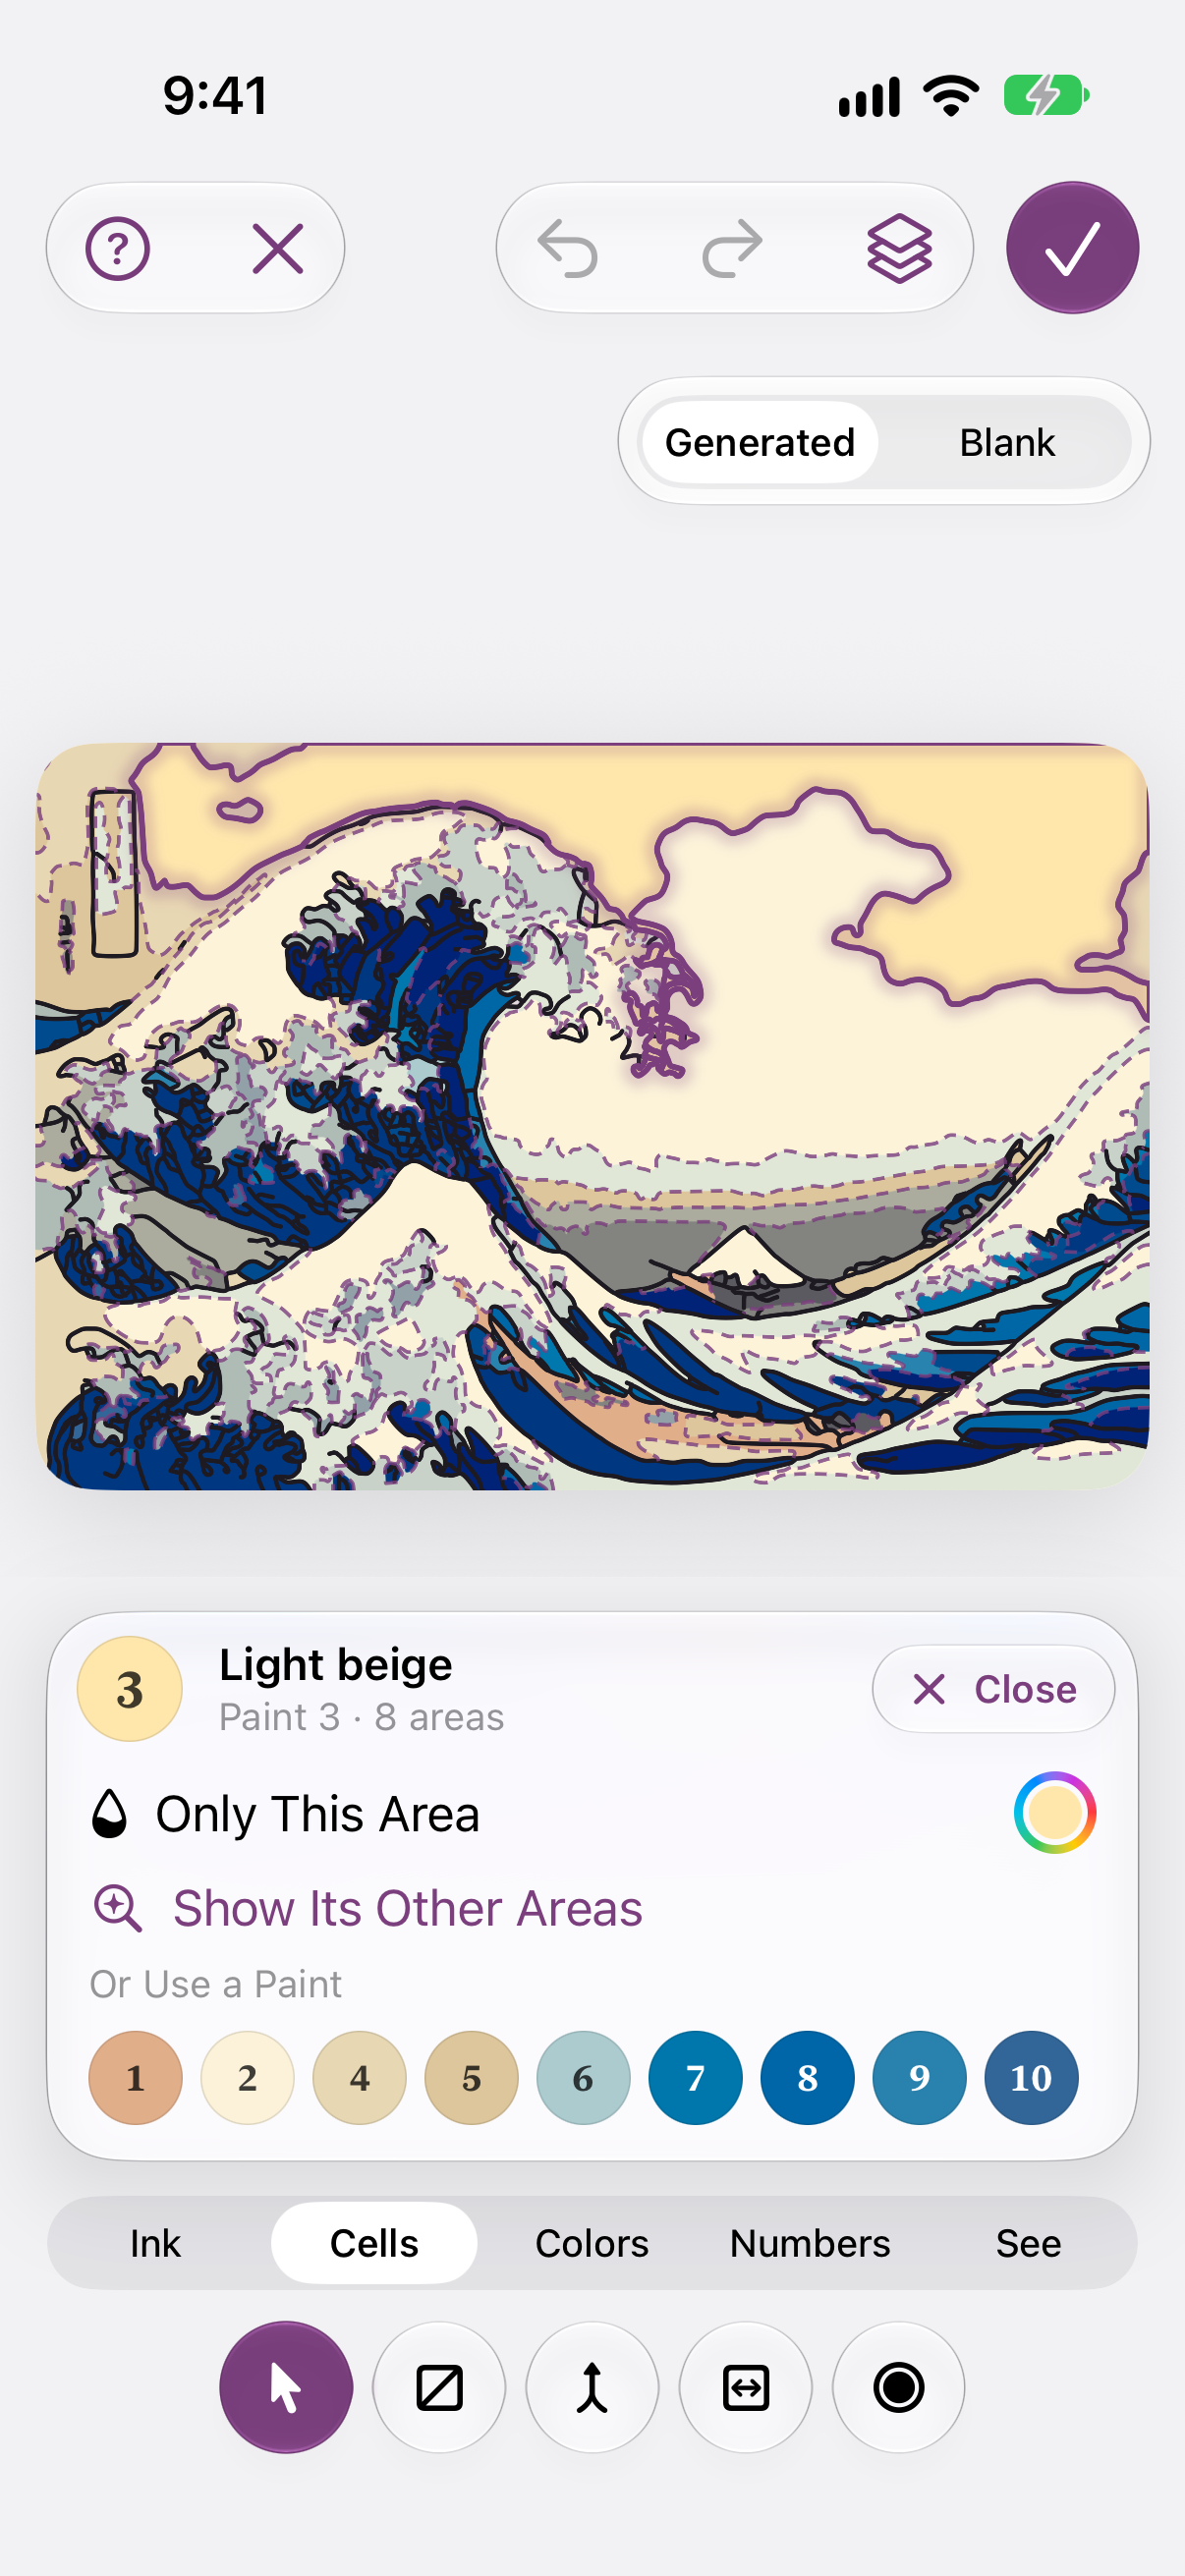 9:41
Generated
Blank
3
Light beige
Paint 3 · 8 areas
Close
Only This Area
Show Its Other Areas
Or Use a Paint
1 2 4 5 6 7 8 9 10
Ink Cells Colors Numbers See